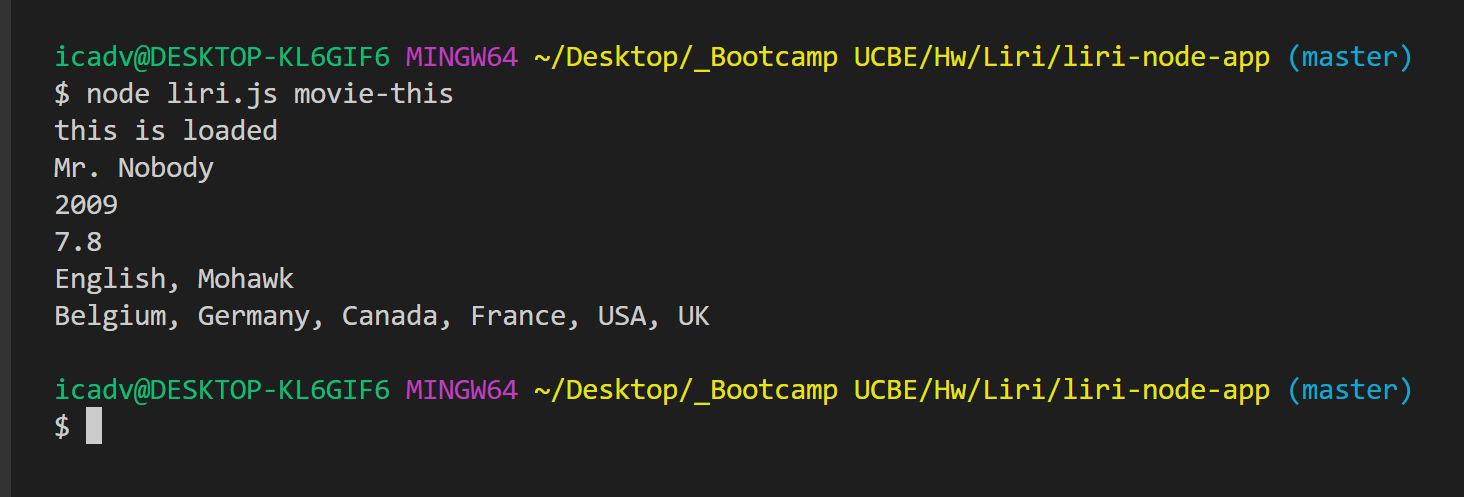 icadv@DESKTOP-KL6GIF6 MINGW64 ~/Desktop/_Bootcamp UCBE/Hw/Liri/liri-node-app (master)
$ node liri.js movie-this
this is loaded
Mr. Nobody
2009
7.8
English, Mohawk
Belgium, Germany, Canada, France, USA, UK
icadv@DESKTOP-KL6GIF6 MINGW64 ~/Desktop/_Bootcamp UCBE/Hw/Liri/liri-node-app (master)
$